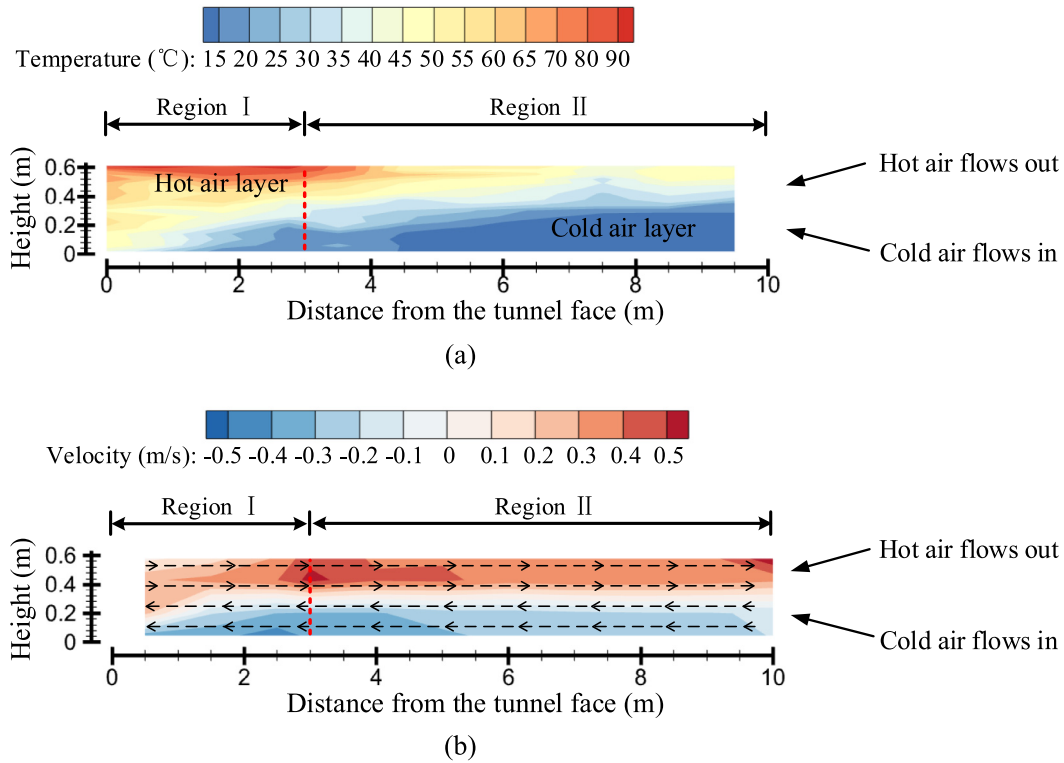 Temperature (℃): 15 20 25 30 35 40 45 50 55 60 65 70 80 90
Region Ⅰ Region Ⅱ
Height (m)
0.6
0.4
0.2
0
Hot air layer
Cold air layer
Hot air flows out
Cold air flows in
0 2 4 6 8 10
Distance from the tunnel face (m)
(a)
Velocity (m/s): -0.5 -0.4 -0.3 -0.2 -0.1 0 0.1 0.2 0.3 0.4 0.5
Region Ⅰ Region Ⅱ
Height (m)
0.6
0.4
0.2
0
Hot air flows out
Cold air flows in
0 2 4 6 8 10
Distance from the tunnel face (m)
(b)